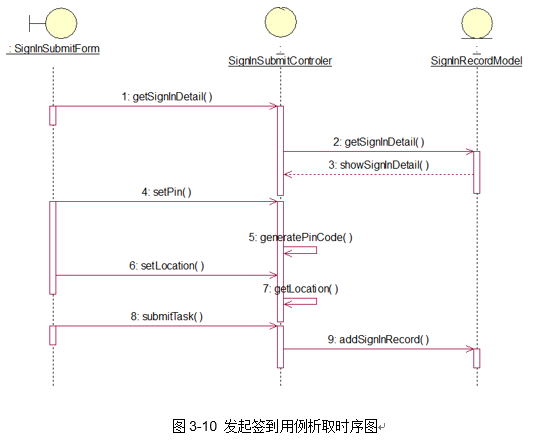 : SignInSubmitForm
:
SignInSubmitControler
:
SignInRecordModel
1: getSignInDetail( )
2: getSignInDetail( )
3: showSignInDetail( )
4: setPin( )
5: generatePinCode( )
6: setLocation( )
7: getLocation( )
8: submitTask( )
9: addSignInRecord( )
图 3-10 发起签到用例析取时序图